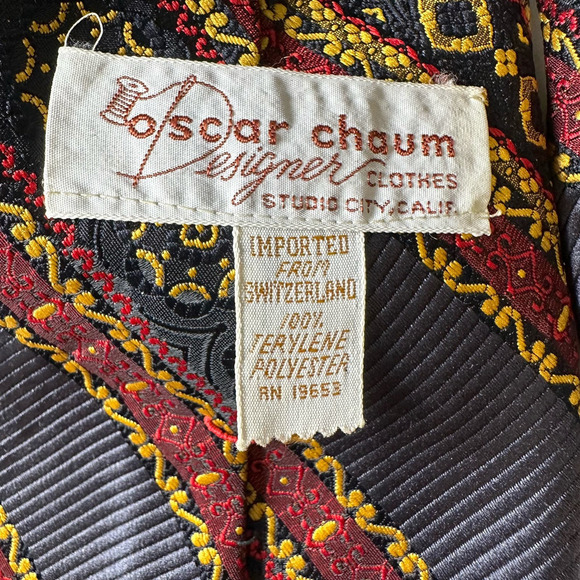 oscar chaum
Designer
CLOTHES
STUDIO CITY, CALIF.
IMPORTED
FROM
SWITZERLAND
100%
TERYLENE
POLYESTER
RN 19653